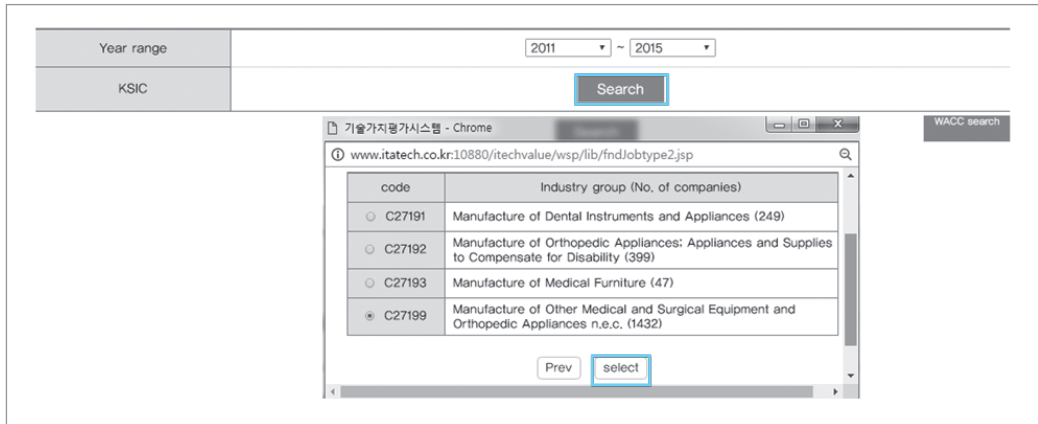 Year range
2011 ~ 2015
KSIC
Search
WACC search
기술가치평가시스템 - Chrome
www.itatech.co.kr:10880/itechvalue/wsp/lib/fndJobtype2.jsp
code Industry group (No. of companies)
C27191 Manufacture of Dental Instruments and Appliances (249)
C27192 Manufacture of Orthopedic Appliances; Appliances and Supplies
to Compensate for Disability (399)
C27193 Manufacture of Medical Furniture (47)
C27199 Manufacture of Other Medical and Surgical Equipment and
Orthopedic Appliances n.e.c. (1432)
Prev select